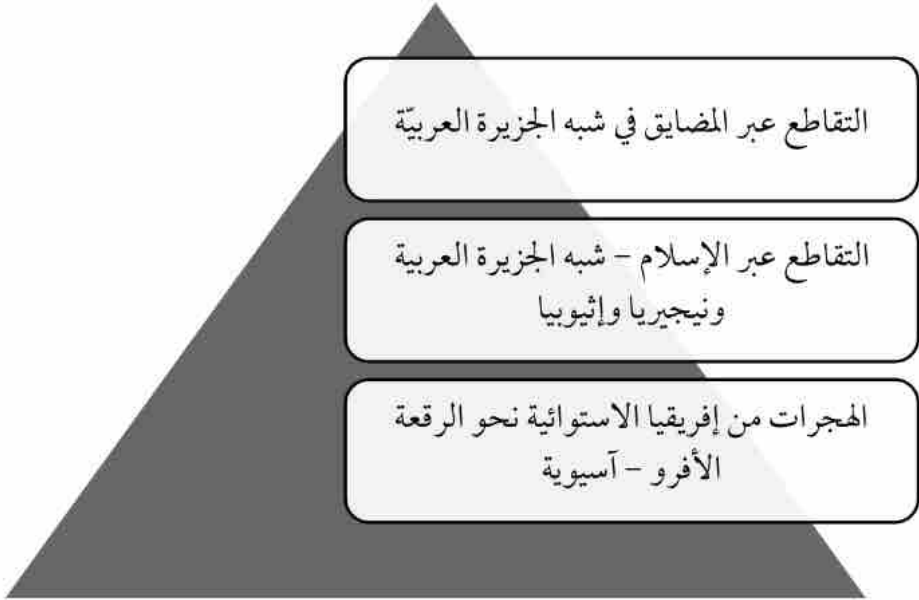 التقاطع عبر المضايق في شبه الجزيرة العربيّة
التقاطع عبر الإسلام – شبه الجزيرة العربية
ونيجيريا وإثيوبيا
الهجرات من إفريقيا الاستوائية نحو الرقعة
الأفرو – آسيوية